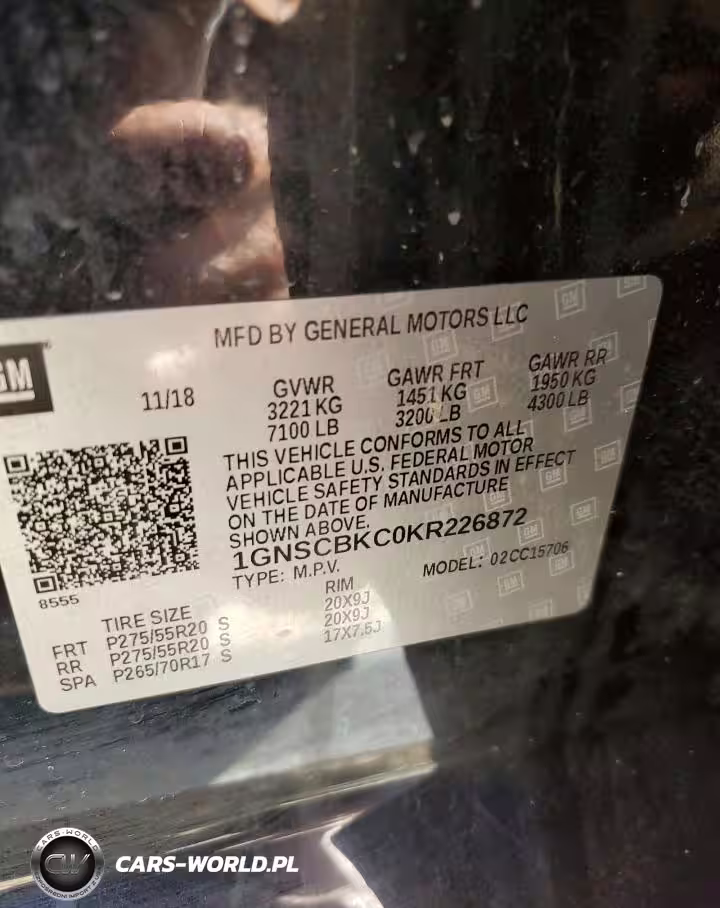 MFD BY GENERAL MOTORS LLC
GM
11/18
GVWR GAWR FRT GAWR RR
3221 KG 1451 KG 1950 KG
7100 LB 3200 LB 4300 LB
THIS VEHICLE CONFORMS TO ALL
APPLICABLE U.S. FEDERAL MOTOR
VEHICLE SAFETY STANDARDS IN EFFECT
ON THE DATE OF MANUFACTURE
SHOWN ABOVE.
1GNSCBKC0KR226872
TYPE: M.P.V. MODEL: 02CC15706
8555
TIRE SIZE RIM
FRT P275/55R20 S 20X9J
RR P275/55R20 S 20X9J
SPA P265/70R17 S 17X7.5J
CARS-WORLD
CW
CARS-WORLD.PL